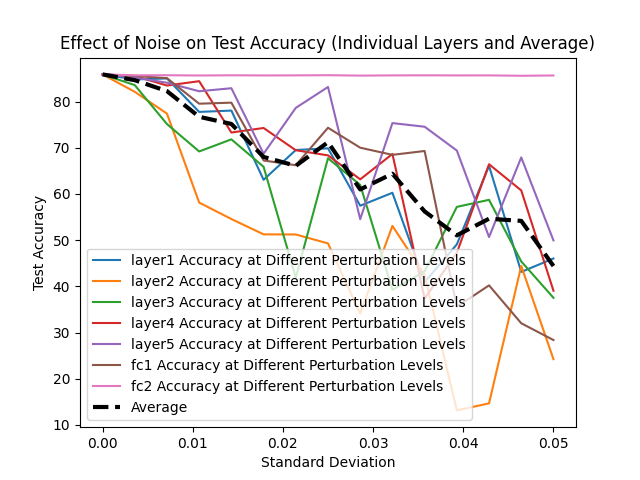 Effect of Noise on Test Accuracy (Individual Layers and Average)
80
70
60
50
40
30
20
10
Test Accuracy
layer1 Accuracy at Different Perturbation Levels
layer2 Accuracy at Different Perturbation Levels
layer3 Accuracy at Different Perturbation Levels
layer4 Accuracy at Different Perturbation Levels
layer5 Accuracy at Different Perturbation Levels
fc1 Accuracy at Different Perturbation Levels
fc2 Accuracy at Different Perturbation Levels
Average
0.00 0.01 0.02 0.03 0.04 0.05
Standard Deviation